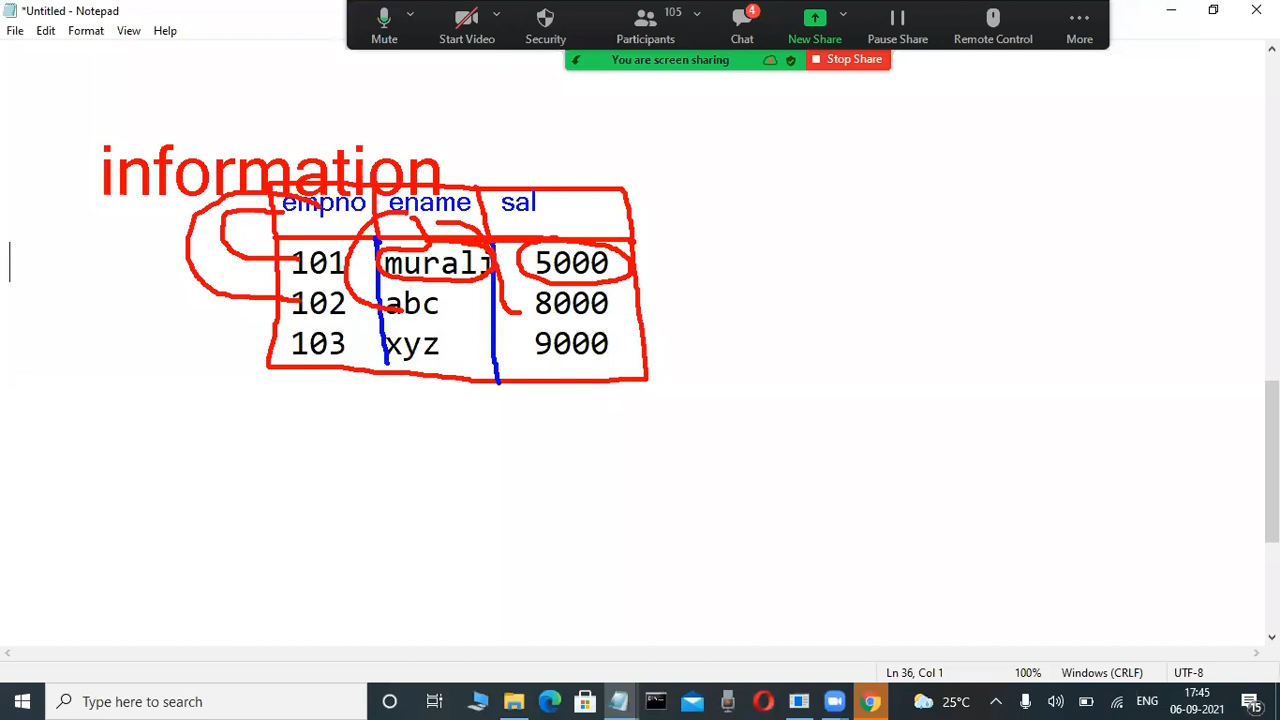 *Untitled - Notepad
File Edit Format View Help
Mute
Start Video
Security
105
Participants
4
Chat
New Share
Pause Share
Remote Control
More
You are screen sharing
Stop Share
information
empno ename sal
101 murali 5000
102 abc 8000
103 xyz 9000
Ln 36, Col 1 100% Windows (CRLF) UTF-8
Type here to search
25°C
ENG
17:45
06-09-2021
15